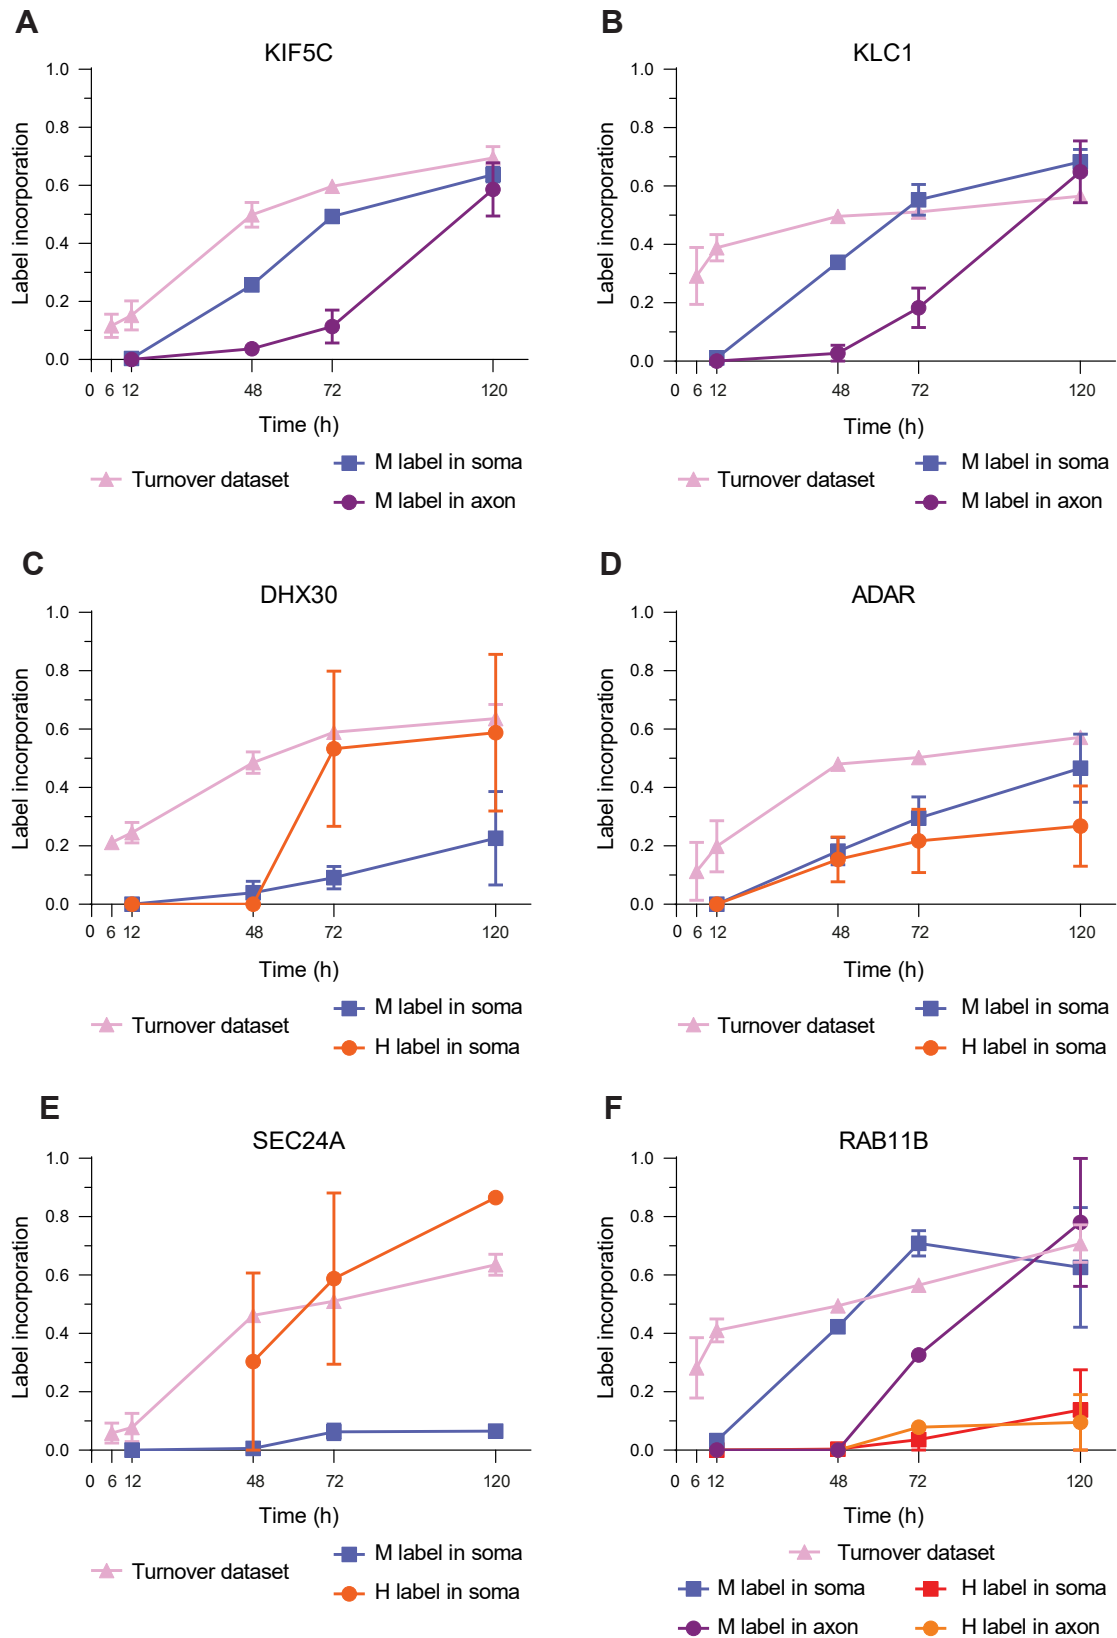 A
KIF5C
1.0
0.8
0.6
0.4
0.2
0.0
Label incorporation
0 6 12 48 72 120
Time (h)
Turnover dataset
M label in soma
M label in axon
B
KLC1
1.0
0.8
0.6
0.4
0.2
0.0
Label incorporation
0 6 12 48 72 120
Time (h)
Turnover dataset
M label in soma
M label in axon
C
DHX30
1.0
0.8
0.6
0.4
0.2
0.0
Label incorporation
0 6 12 48 72 120
Time (h)
Turnover dataset
M label in soma
H label in soma
D
ADAR
1.0
0.8
0.6
0.4
0.2
0.0
Label incorporation
0 6 12 48 72 120
Time (h)
Turnover dataset
M label in soma
H label in soma
E
SEC24A
1.0
0.8
0.6
0.4
0.2
0.0
Label incorporation
0 6 12 48 72 120
Time (h)
Turnover dataset
M label in soma
H label in soma
F
RAB11B
1.0
0.8
0.6
0.4
0.2
0.0
Label incorporation
0 6 12 48 72 120
Time (h)
Turnover dataset
M label in soma
H label in soma
M label in axon
H label in axon